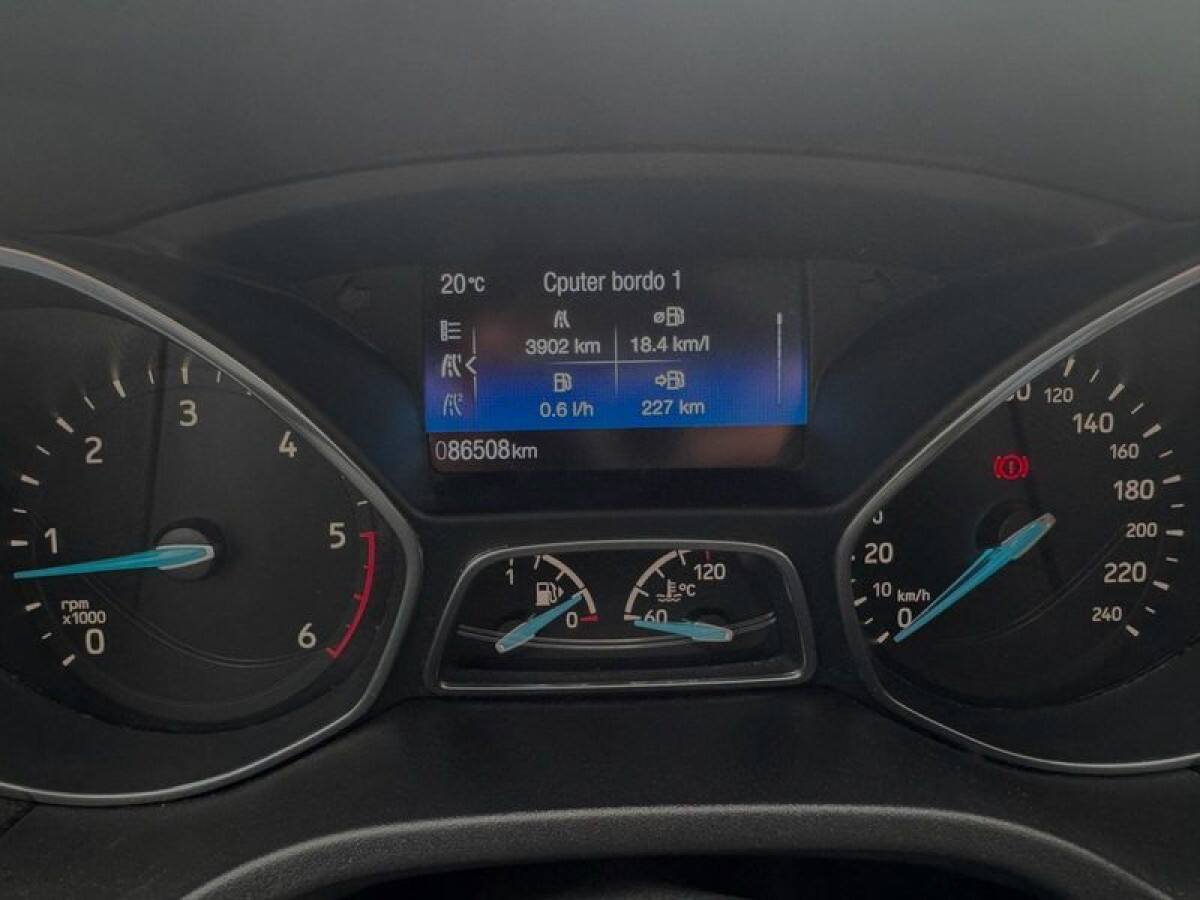 20°C Cputer bordo 1
3902 km 18.4 km/l
0.6 l/h 227 km
086508km
1 2 3 4 5 6
rpm
x1000
0
1 0
60 120
°C
0 10 20
km/h
120 140 160 180 200 220 240